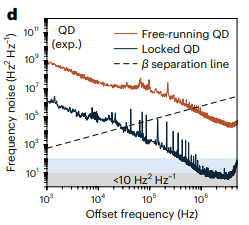 d
QD
(exp.)
Free-running QD
Locked QD
β separation line
10¹¹
10⁹
10⁷
10⁵
10³
10¹
Frequency noise (Hz² Hz⁻¹)
<10 Hz² Hz⁻¹
10³ 10⁴ 10⁵ 10⁶
Offset frequency (Hz)